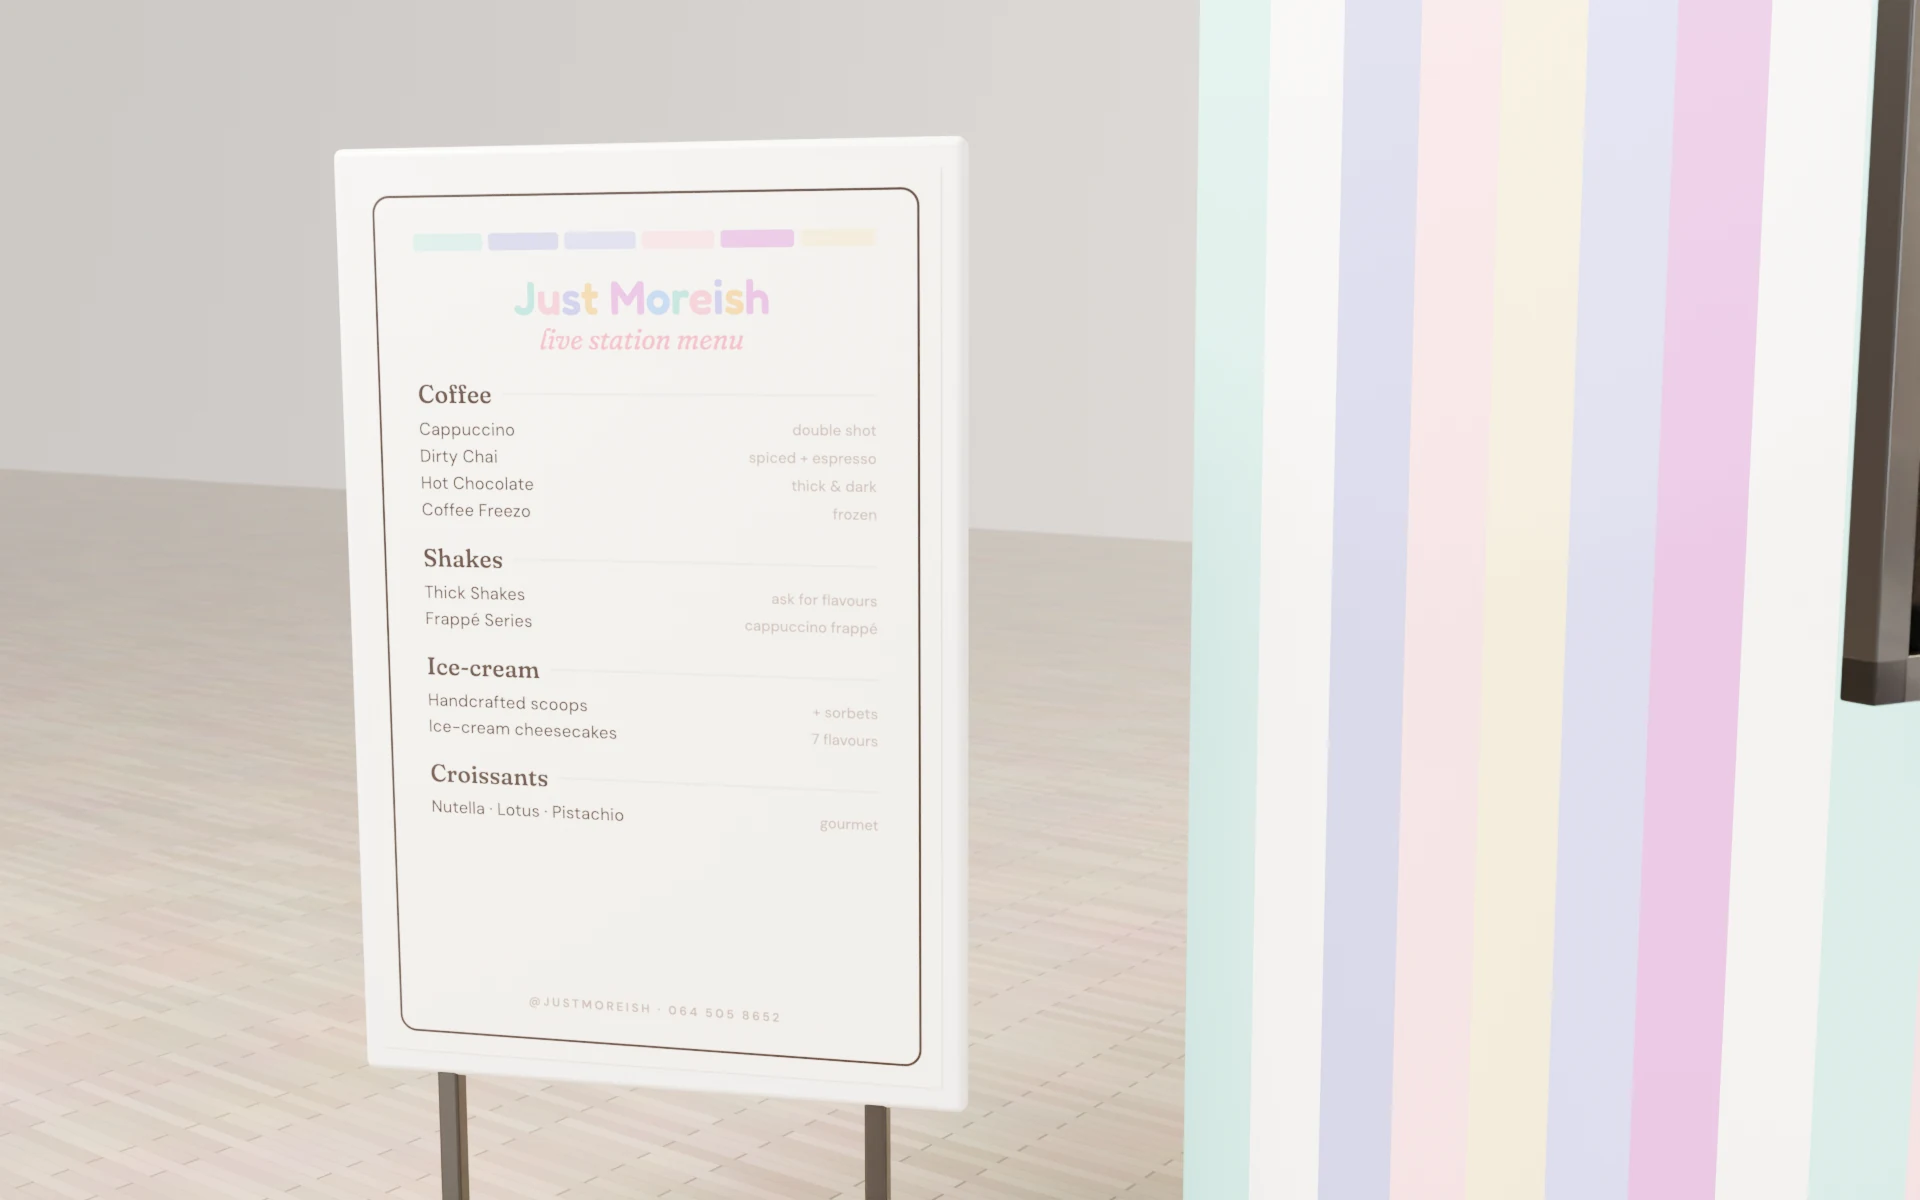 Just Moreish
live station menu
Coffee
Cappuccino double shot
Dirty Chai spiced + espresso
Hot Chocolate thick & dark
Coffee Freezo frozen
Shakes
Thick Shakes ask for flavours
Frappé Series cappuccino frappé
Ice-cream
Handcrafted scoops + sorbets
Ice-cream cheesecakes 7 flavours
Croissants
Nutella · Lotus · Pistachio gourmet
@JUSTMOREISH · 064 505 8652